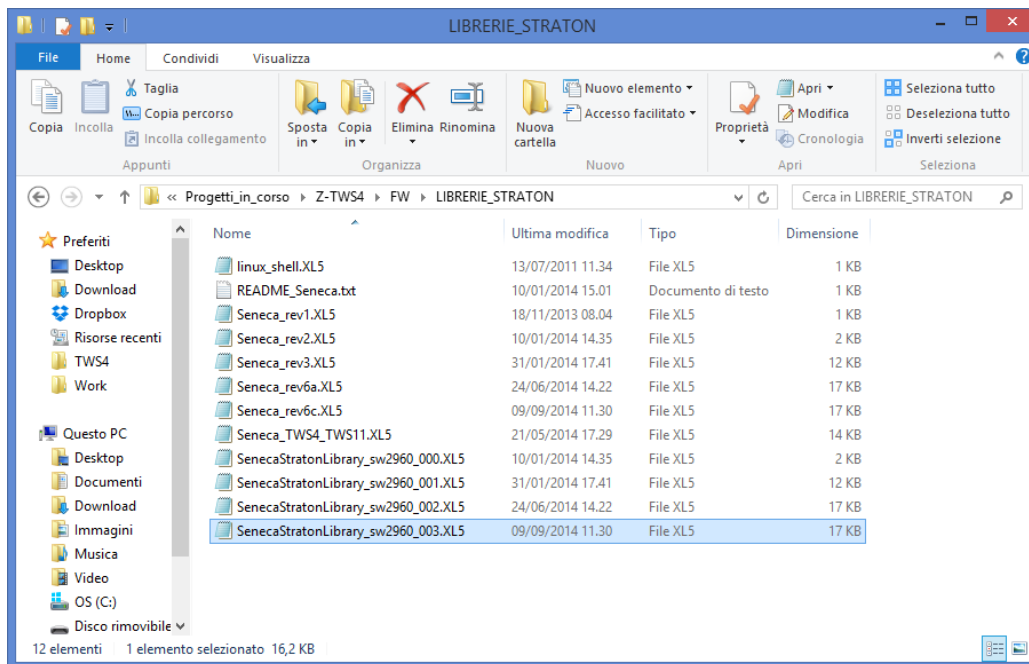 LIBRERIE_STRATON
File Home Condividi Visualizza
Copia
Incolla
Taglia
Copia percorso
Incolla collegamento
Appunti
Sposta in
Copia in
Elimina
Rinomina
Organizza
Nuova cartella
Nuovo elemento
Accesso facilitato
Nuovo
Proprietà
Apri
Modifica
Cronologia
Apri
Seleziona tutto
Deseleziona tutto
Inverti selezione
Seleziona
« Progetti_in_corso Z-TWS4 FW LIBRERIE_STRATON
Cerca in LIBRERIE_STRATON
Preferiti
Desktop
Download
Dropbox
Risorse recenti
TWS4
Work
Questo PC
Desktop
Documenti
Download
Immagini
Musica
Video
OS (C:)
Disco rimovibile
Nome Ultima modifica Tipo Dimensione
linux_shell.XL5 13/07/2011 11.34 File XL5 1 KB
README_Seneca.txt 10/01/2014 15.01 Documento di testo 1 KB
Seneca_rev1.XL5 18/11/2013 08.04 File XL5 1 KB
Seneca_rev2.XL5 10/01/2014 14.35 File XL5 2 KB
Seneca_rev3.XL5 31/01/2014 17.41 File XL5 12 KB
Seneca_rev6a.XL5 24/06/2014 14.22 File XL5 17 KB
Seneca_rev6c.XL5 09/09/2014 11.30 File XL5 17 KB
Seneca_TWS4_TWS11.XL5 21/05/2014 17.29 File XL5 14 KB
SenecaStratonLibrary_sw2960_000.XL5 10/01/2014 14.35 File XL5 2 KB
SenecaStratonLibrary_sw2960_001.XL5 31/01/2014 17.41 File XL5 12 KB
SenecaStratonLibrary_sw2960_002.XL5 24/06/2014 14.22 File XL5 17 KB
SenecaStratonLibrary_sw2960_003.XL5 09/09/2014 11.30 File XL5 17 KB
12 elementi 1 elemento selezionato 16,2 KB